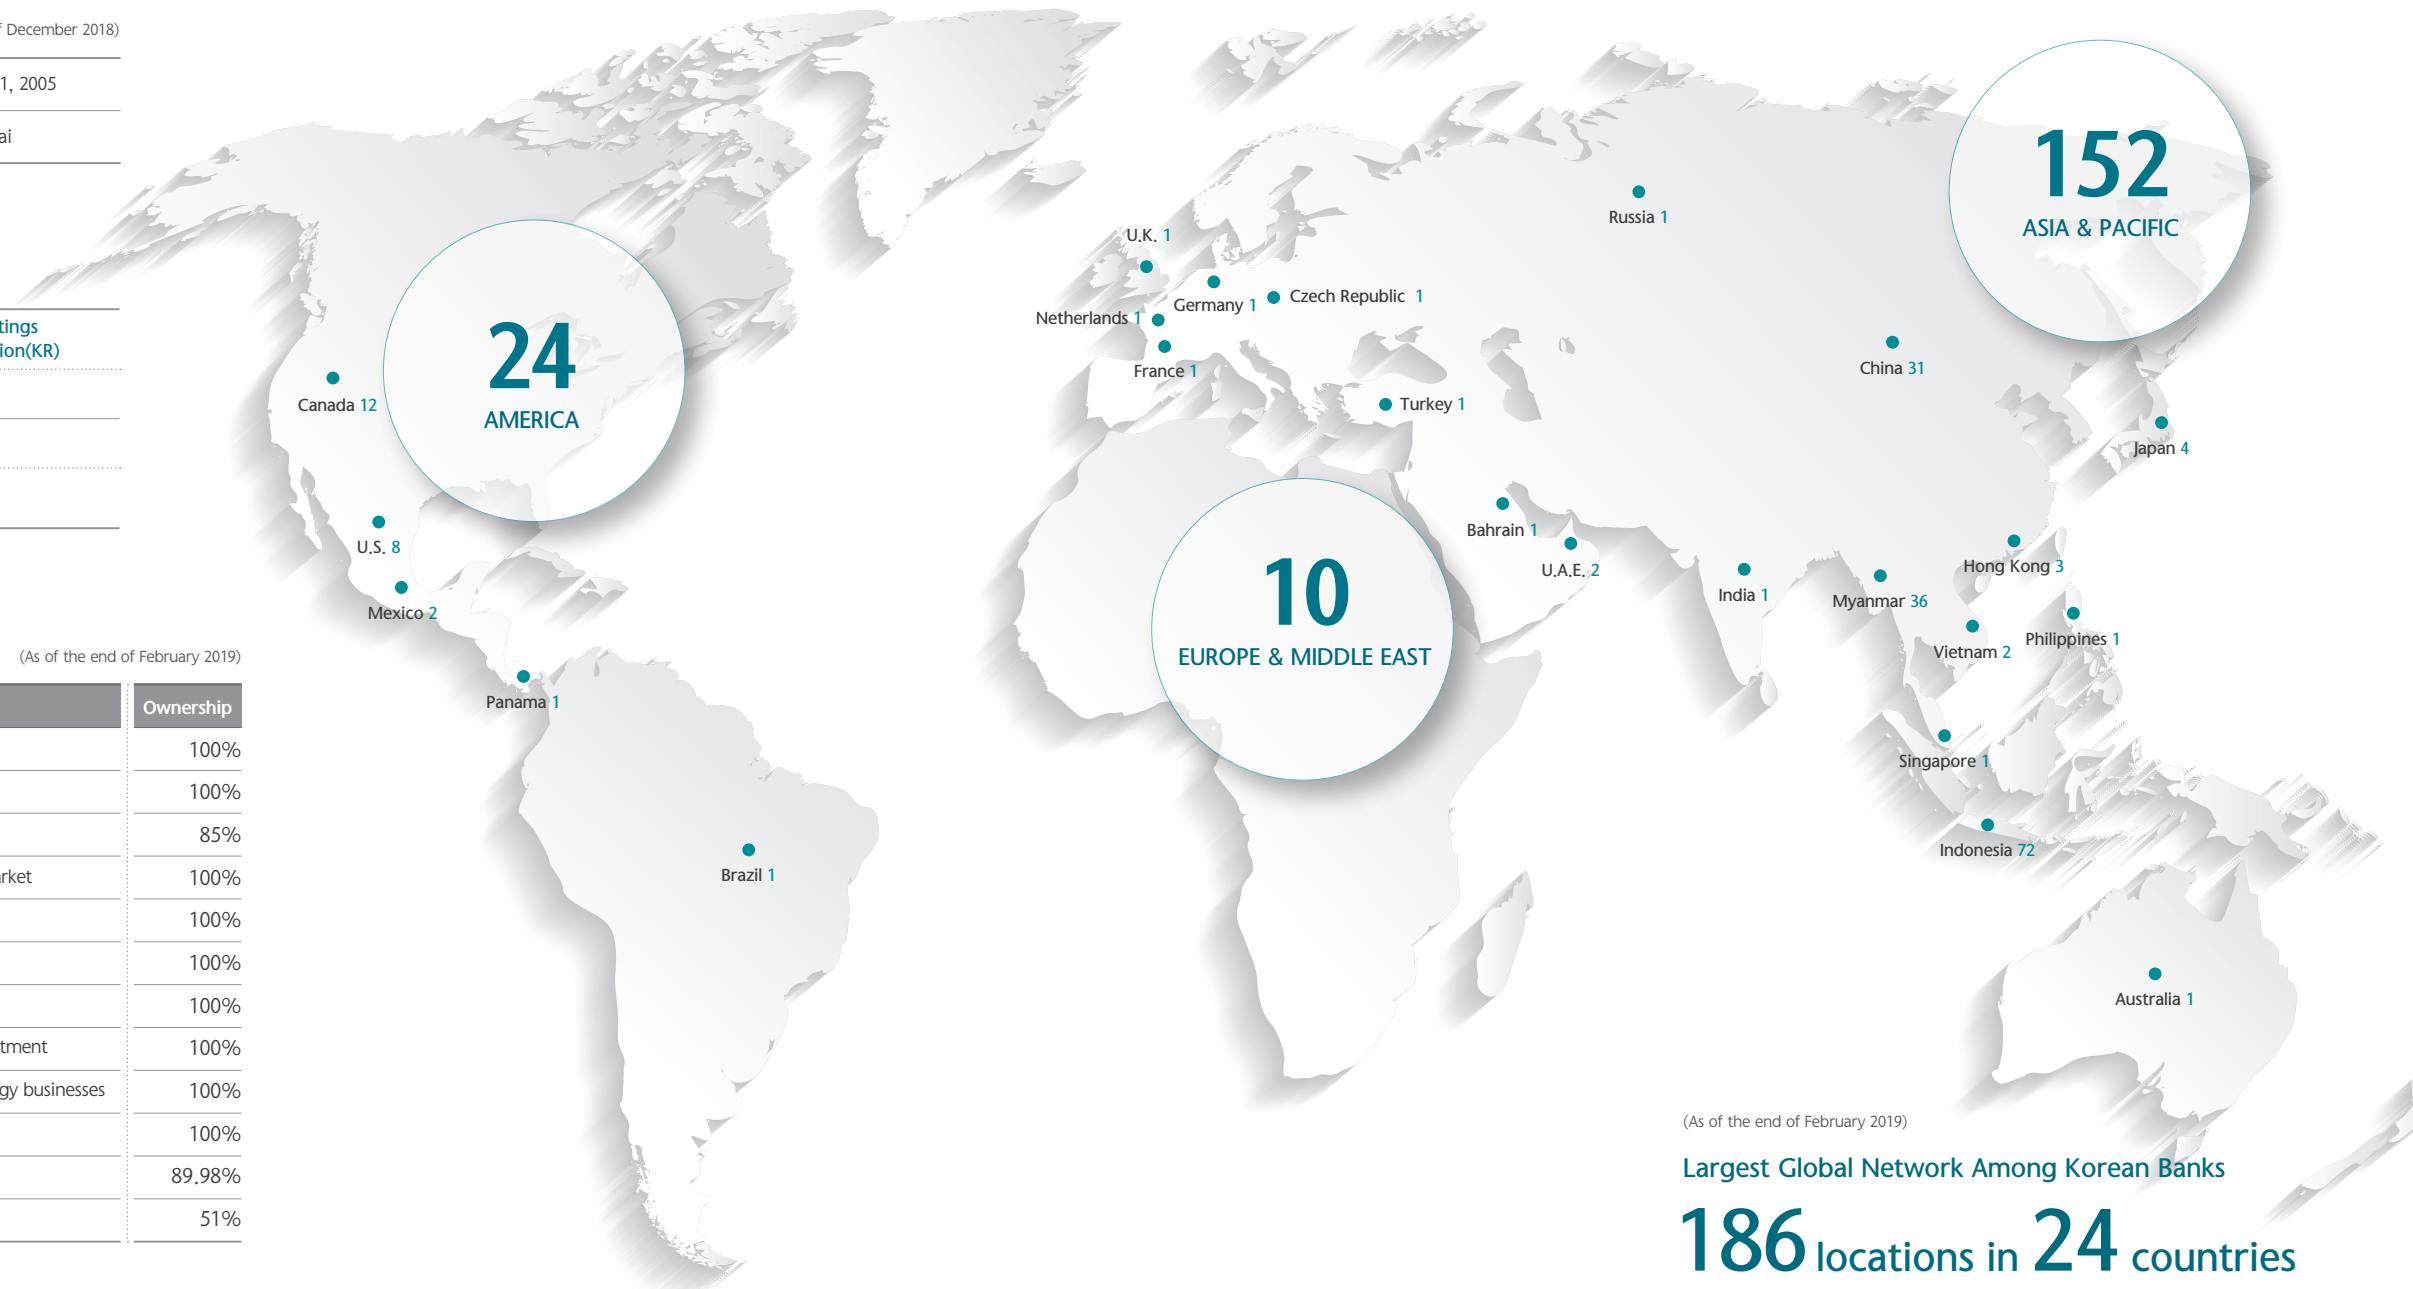 December 2018)
1, 2005
ai
tings
ion(KR)
(As of the end of February 2019)
Ownership
100%
100%
85%
rket 100%
100%
100%
100%
tment 100%
gy businesses 100%
100%
89.98%
51%
24
AMERICA
Canada 12
U.S. 8
Mexico 2
Panama 1
Brazil 1
10
EUROPE & MIDDLE EAST
U.K. 1
Germany 1
Czech Republic 1
Netherlands 1
France 1
Turkey 1
Russia 1
Bahrain 1
U.A.E. 2
152
ASIA & PACIFIC
China 31
Japan 4
Hong Kong 3
India 1
Myanmar 36
Vietnam 2
Philippines 1
Singapore 1
Indonesia 72
Australia 1
(As of the end of February 2019)
Largest Global Network Among Korean Banks
186 locations in 24 countries